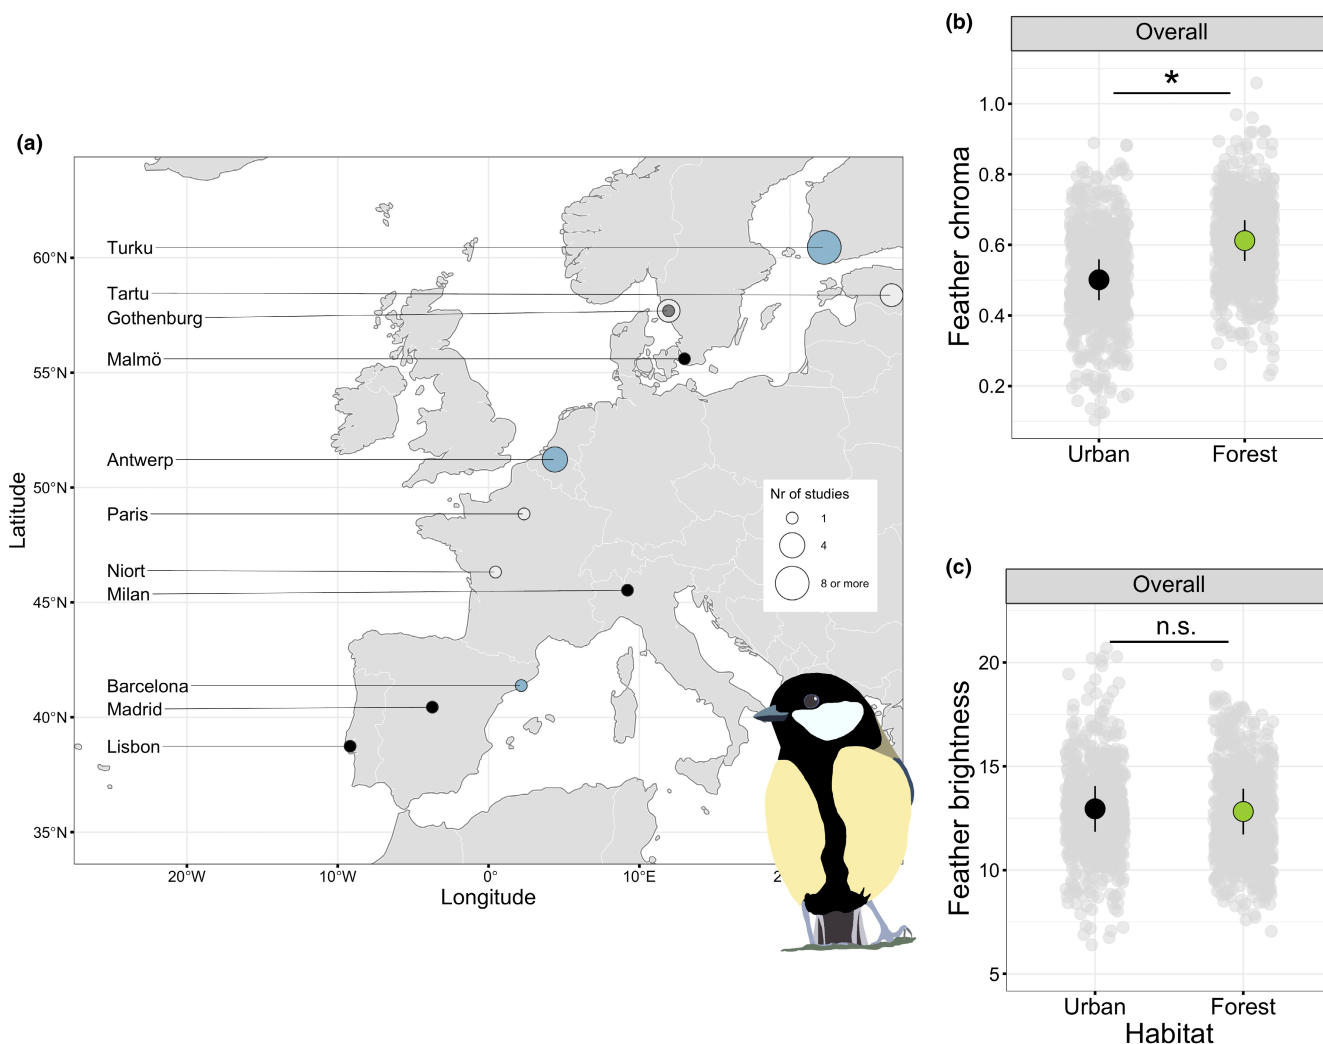 (a)
Turku
Tartu
Gothenburg
Malmö
Antwerp
Paris
Niort
Milan
Barcelona
Madrid
Lisbon
60°N
55°N
50°N
45°N
40°N
35°N
Latitude
20°W
10°W
0°
10°E
2
Longitude
Nr of studies
1
4
8 or more
(b)
Overall
*
1.0
0.8
0.6
0.4
0.2
Feather chroma
Urban
Forest
(c)
Overall
n.s.
20
15
10
5
Feather brightness
Urban
Forest
Habitat